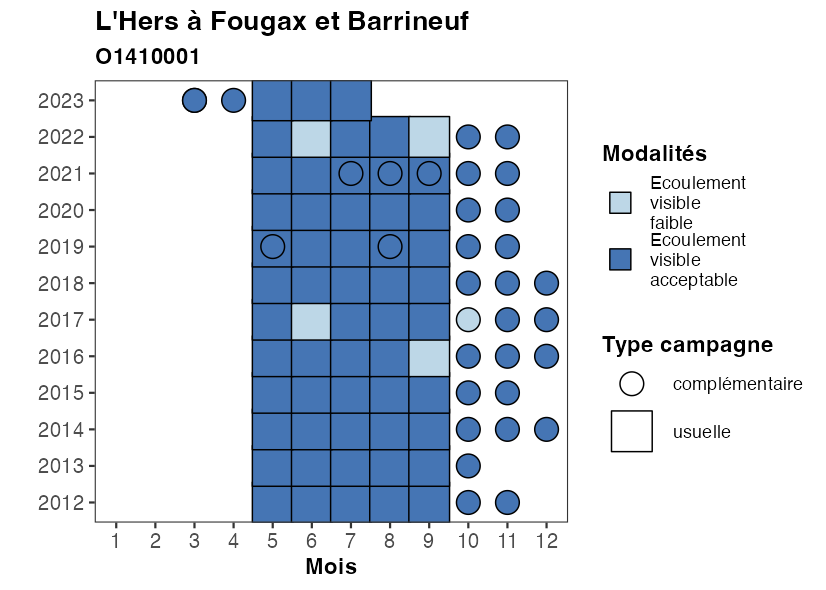 L'Hers à Fougax et Barrineuf
O1410001
2023
2022
2021
2020
2019
2018
2017
2016
2015
2014
2013
2012
1 2 3 4 5 6 7 8 9 10 11 12
Mois
Modalités
Ecoulement
visible
faible
Ecoulement
visible
acceptable
Type campagne
complémentaire
usuelle